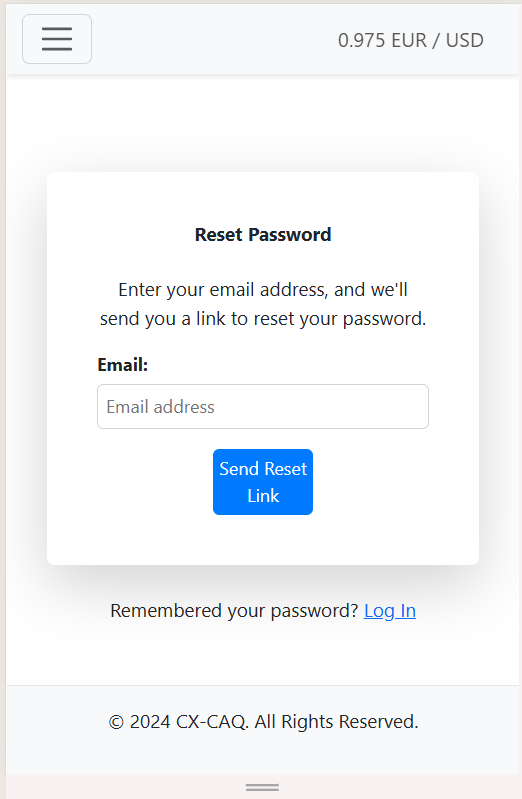 0.975 EUR / USD
Reset Password
Enter your email address, and we'll
send you a link to reset your password.
Email:
Email address
Send Reset
Link
Remembered your password? Log In
© 2024 CX-CAQ. All Rights Reserved.